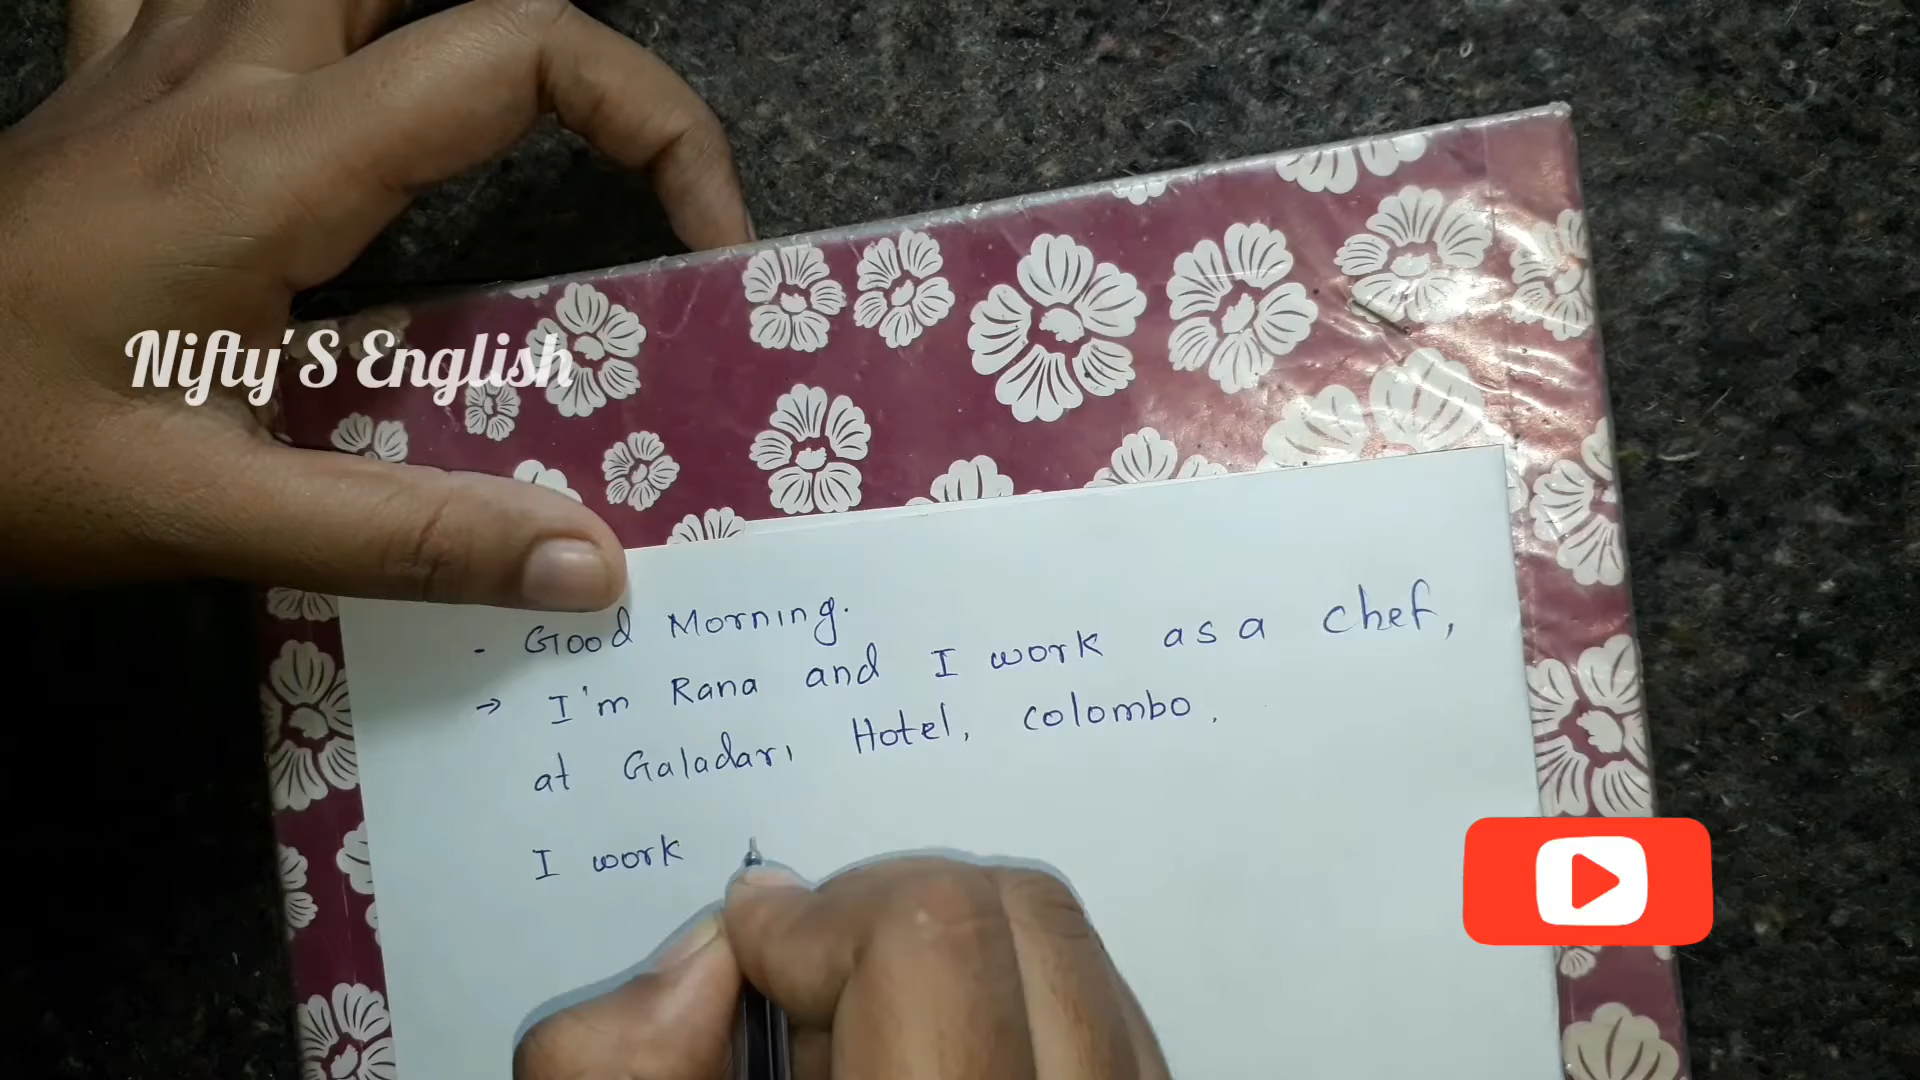 Nifty'S English
- Good Morning.
→ I'm Rana and I work as a chef,
at Galadari Hotel, Colombo.
I work